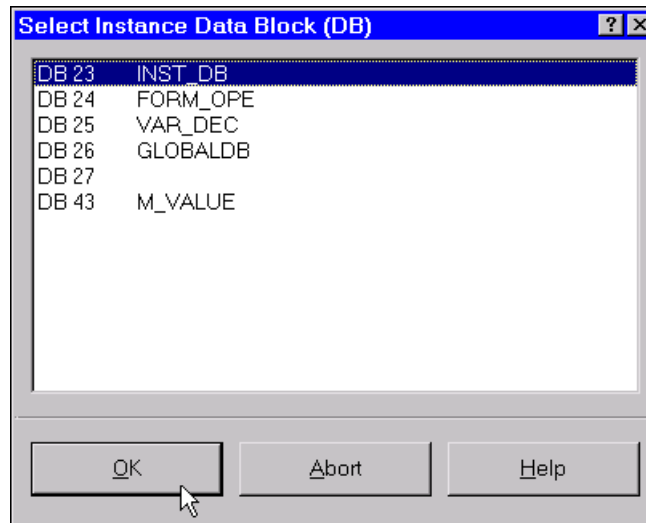 Select Instance Data Block (DB)
DB 23 INST_DB
DB 24 FORM_OPE
DB 25 VAR_DEC
DB 26 GLOBALDB
DB 27
DB 43 M_VALUE
OK Abort Help